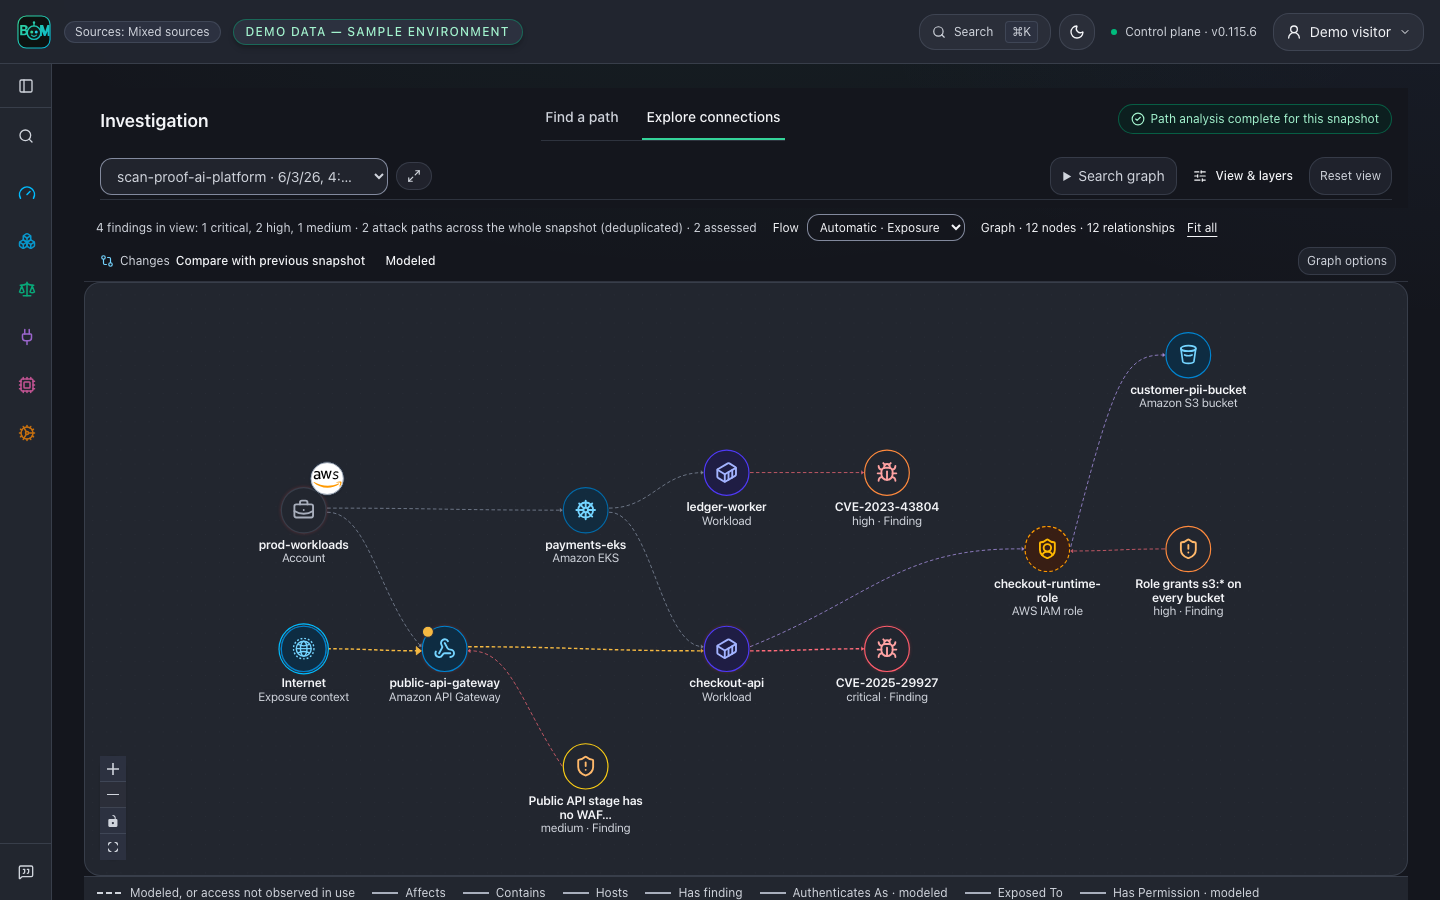 BOM
Sources: Mixed sources
DEMO DATA — SAMPLE ENVIRONMENT
Search ⌘K
Control plane · v0.115.6
Demo visitor
Investigation
Find a path
Explore connections
Path analysis complete for this snapshot
scan-proof-ai-platform · 6/3/26, 4:...
Search graph
View & layers
Reset view
4 findings in view: 1 critical, 2 high, 1 medium · 2 attack paths across the whole snapshot (deduplicated) · 2 assessed
Flow
Automatic · Exposure
Graph · 12 nodes · 12 relationships
Fit all
Changes
Compare with previous snapshot
Modeled
Graph options
customer-pii-bucket
Amazon S3 bucket
aws
prod-workloads
Account
payments-eks
Amazon EKS
ledger-worker
Workload
CVE-2023-43804
high · Finding
checkout-runtime-
role
AWS IAM role
Role grants s3:* on
every bucket
high · Finding
Internet
Exposure context
public-api-gateway
Amazon API Gateway
checkout-api
Workload
CVE-2025-29927
critical · Finding
Public API stage has
no WAF...
medium · Finding
Modeled, or access not observed in use
Affects
Contains
Hosts
Has finding
Authenticates As · modeled
Exposed To
Has Permission · modeled